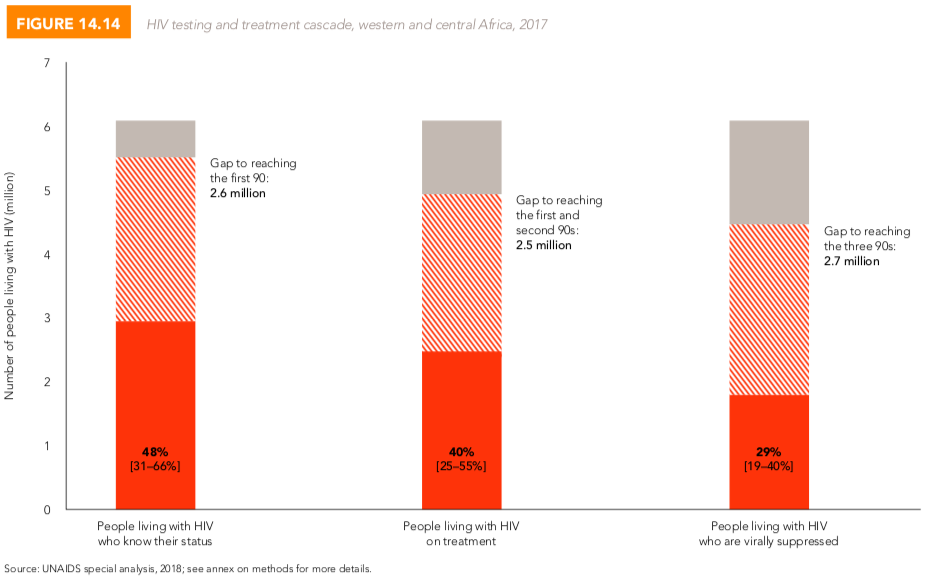 FIGURE 14.14
HIV testing and treatment cascade, western and central Africa, 2017
Number of people living with HIV (million)
7
6
5
4
3
2
1
0
Gap to reaching
the first 90:
2.6 million
48%
[31–66%]
Gap to reaching
the first and
second 90s:
2.5 million
40%
[25–55%]
Gap to reaching
the three 90s:
2.7 million
29%
[19–40%]
People living with HIV
who know their status
People living with HIV
on treatment
People living with HIV
who are virally suppressed
Source: UNAIDS special analysis, 2018; see annex on methods for more details.